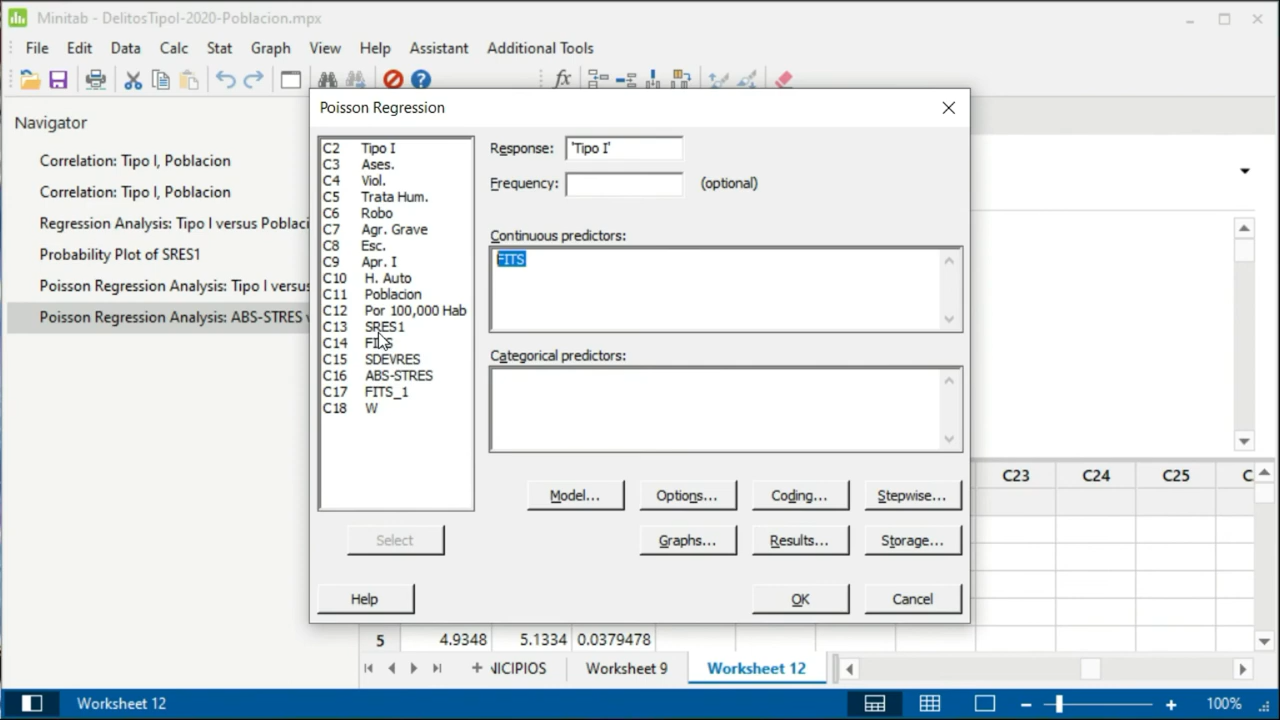 Minitab - DelitosTipol-2020-Poblacion.mpx
File Edit Data Calc Stat Graph View Help Assistant Additional Tools
Navigator
Correlation: Tipo I, Poblacion
Correlation: Tipo I, Poblacion
Regression Analysis: Tipo I versus Poblaci
Probability Plot of SRES1
Poisson Regression Analysis: Tipo I versus
Poisson Regression Analysis: ABS-STRES v
Poisson Regression
C2 Tipo I
C3 Ases.
C4 Viol.
C5 Trata Hum.
C6 Robo
C7 Agr. Grave
C8 Esc.
C9 Apr. I
C10 H. Auto
C11 Poblacion
C12 Por 100,000 Hab
C13 SRES1
C14 FITS
C15 SDEVRES
C16 ABS-STRES
C17 FITS_1
C18 W
Response: 'Tipo I'
Frequency: (optional)
Continuous predictors:
FITS
Categorical predictors:
Model... Options... Coding... Stepwise...
Select Graphs... Results... Storage...
Help OK Cancel
C23 C24 C25 C
5 4.9348 5.1334 0.0379478
+ NICIPIOS Worksheet 9 Worksheet 12
Worksheet 12 100%